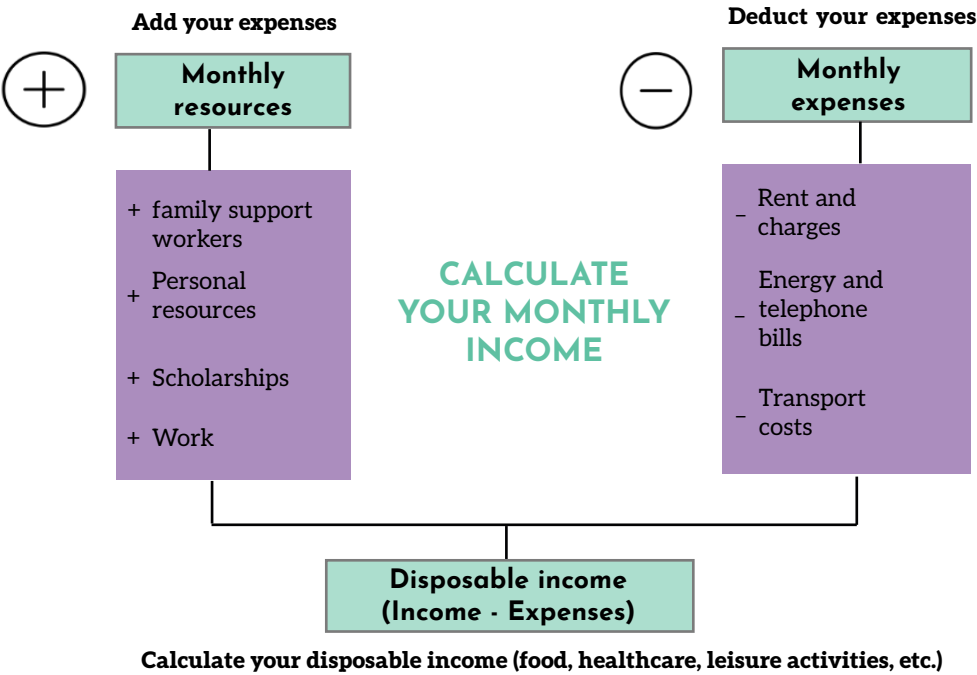 Add your expenses
Monthly
resources
+ family support
workers
+ Personal
resources
+ Scholarships
+ Work
CALCULATE
YOUR MONTHLY
INCOME
Deduct your expenses
Monthly
expenses
_ Rent and
charges
_ Energy and
telephone
bills
_ Transport
costs
Disposable income
(Income - Expenses)
Calculate your disposable income (food, healthcare, leisure activities, etc.)